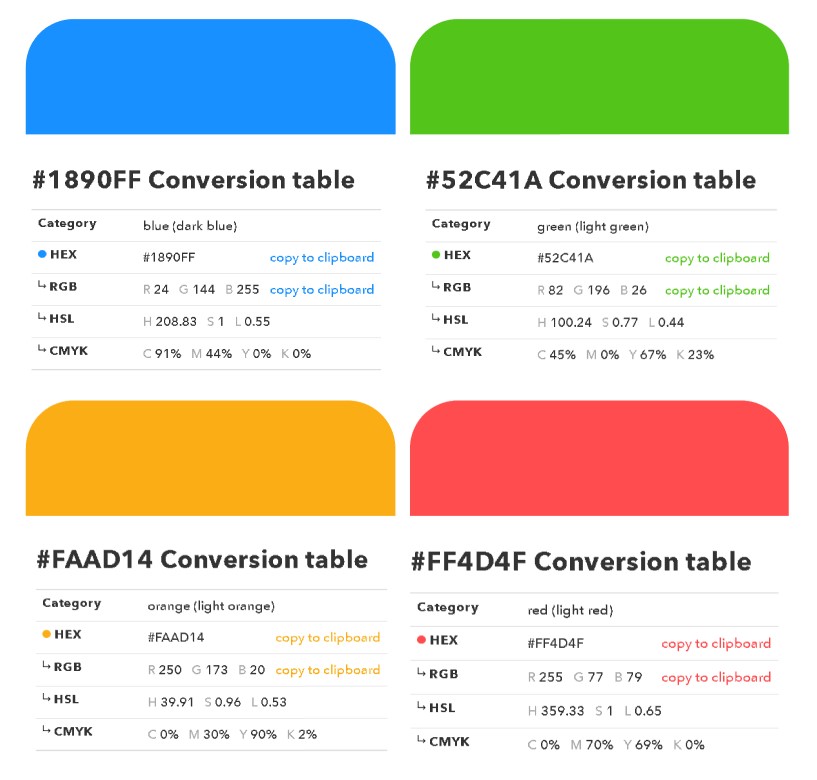 #1890FF Conversion table
Category blue (dark blue)
HEX #1890FF copy to clipboard
↳RGB R 24 G 144 B 255 copy to clipboard
↳HSL H 208.83 S 1 L 0.55
↳CMYK C 91% M 44% Y 0% K 0%
#52C41A Conversion table
Category green (light green)
HEX #52C41A copy to clipboard
↳RGB R 82 G 196 B 26 copy to clipboard
↳HSL H 100.24 S 0.77 L 0.44
↳CMYK C 45% M 0% Y 67% K 23%
#FAAD14 Conversion table
Category orange (light orange)
HEX #FAAD14 copy to clipboard
↳RGB R 250 G 173 B 20 copy to clipboard
↳HSL H 39.91 S 0.96 L 0.53
↳CMYK C 0% M 30% Y 90% K 2%
#FF4D4F Conversion table
Category red (light red)
HEX #FF4D4F copy to clipboard
↳RGB R 255 G 77 B 79 copy to clipboard
↳HSL H 359.33 S 1 L 0.65
↳CMYK C 0% M 70% Y 69% K 0%